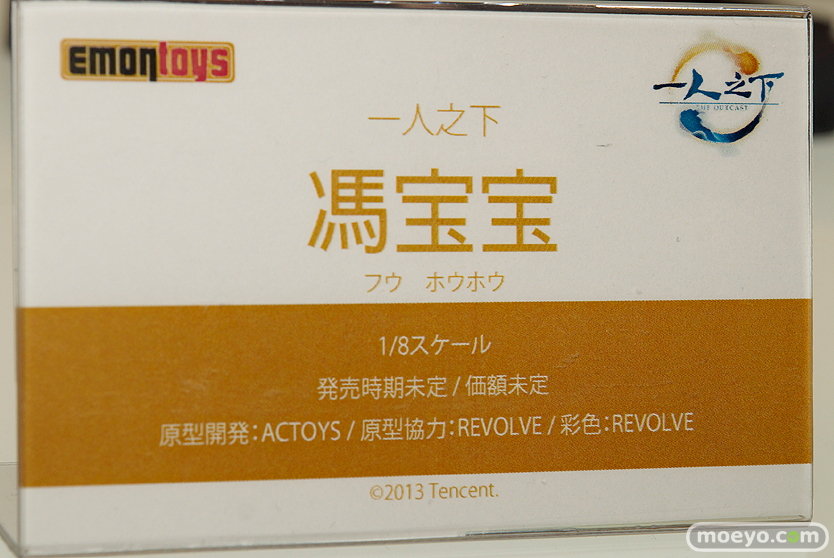 EMONtoys
一人之下
THE OUTCAST
一人之下
馮宝宝
フウ ホウホウ
1/8スケール
発売時期未定 / 価額未定
原型開発：ACTOYS / 原型協力：REVOLVE / 彩色：REVOLVE
©2013 Tencent.
moeyo.com